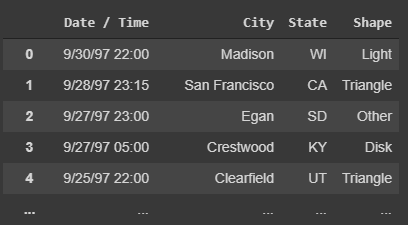 Date / Time City State Shape
0 9/30/97 22:00 Madison WI Light
1 9/28/97 23:15 San Francisco CA Triangle
2 9/27/97 23:00 Egan SD Other
3 9/27/97 05:00 Crestwood KY Disk
4 9/25/97 22:00 Clearfield UT Triangle
... ... ... ... ...